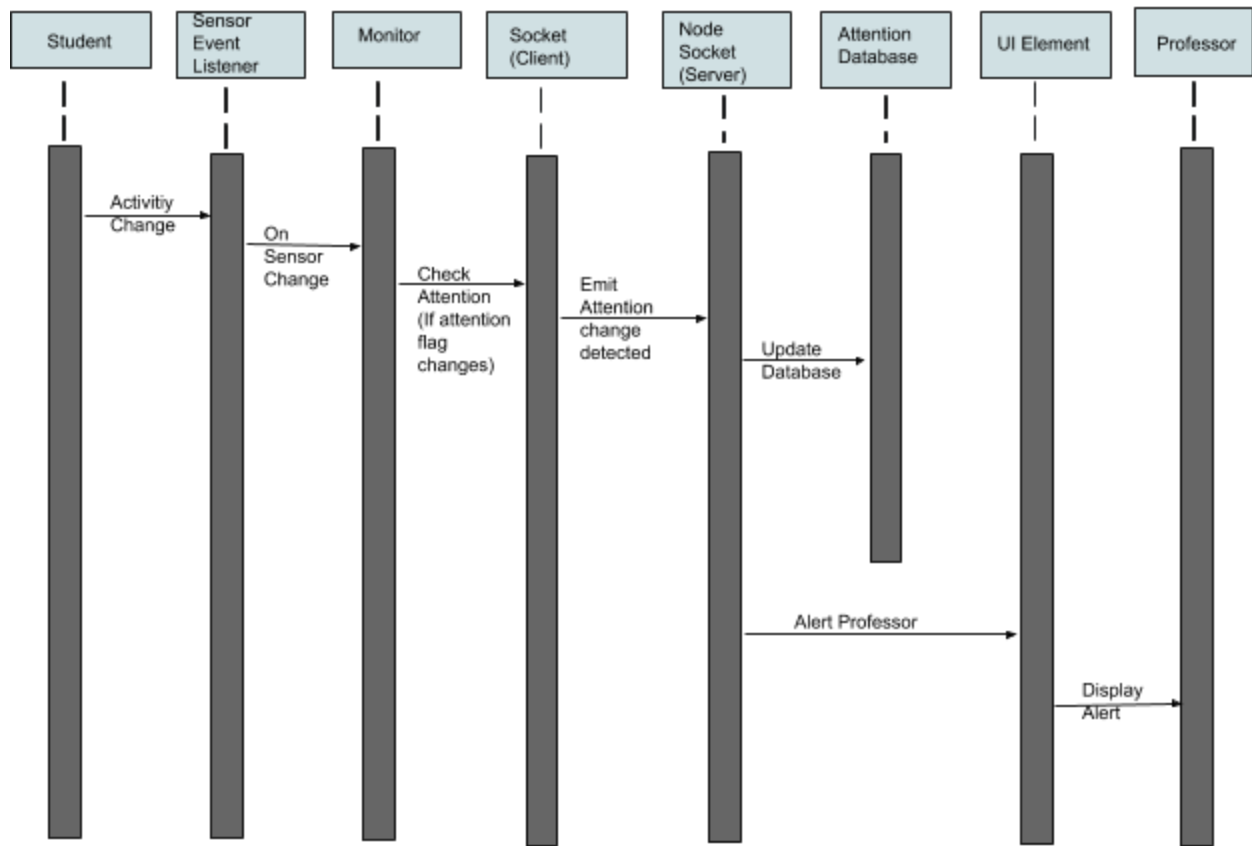 Student
Sensor
Event
Listener
Monitor
Socket
(Client)
Node
Socket
(Server)
Attention
Database
UI Element
Professor
Activitiy
Change
On
Sensor
Change
Check
Attention
(If attention
flag
changes)
Emit
Attention
change
detected
Update
Database
Alert Professor
Display
Alert